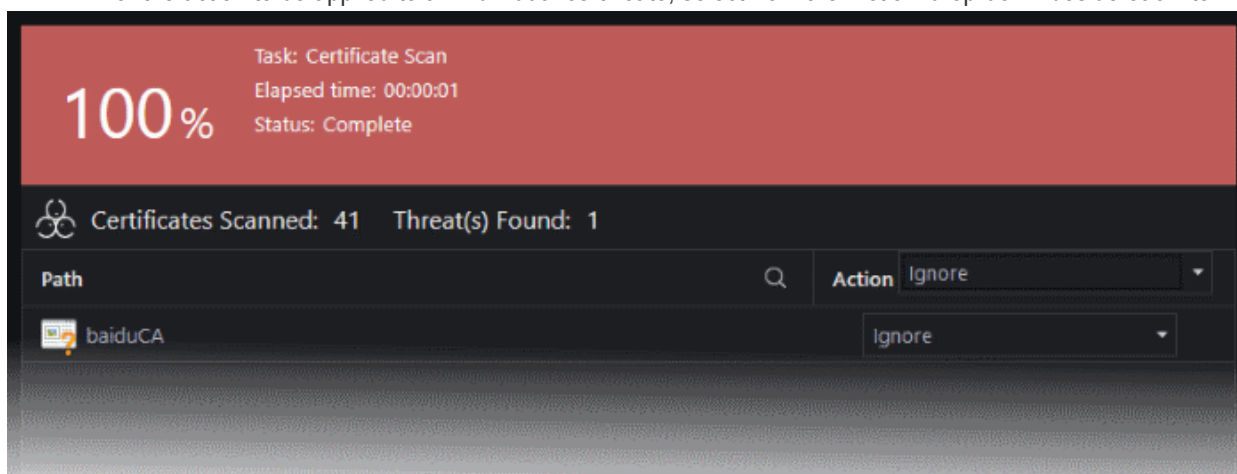 100%
Task: Certificate Scan
Elapsed time: 00:00:01
Status: Complete
Certificates Scanned: 41 Threat(s) Found: 1
Path Action Ignore
baiduCA Ignore